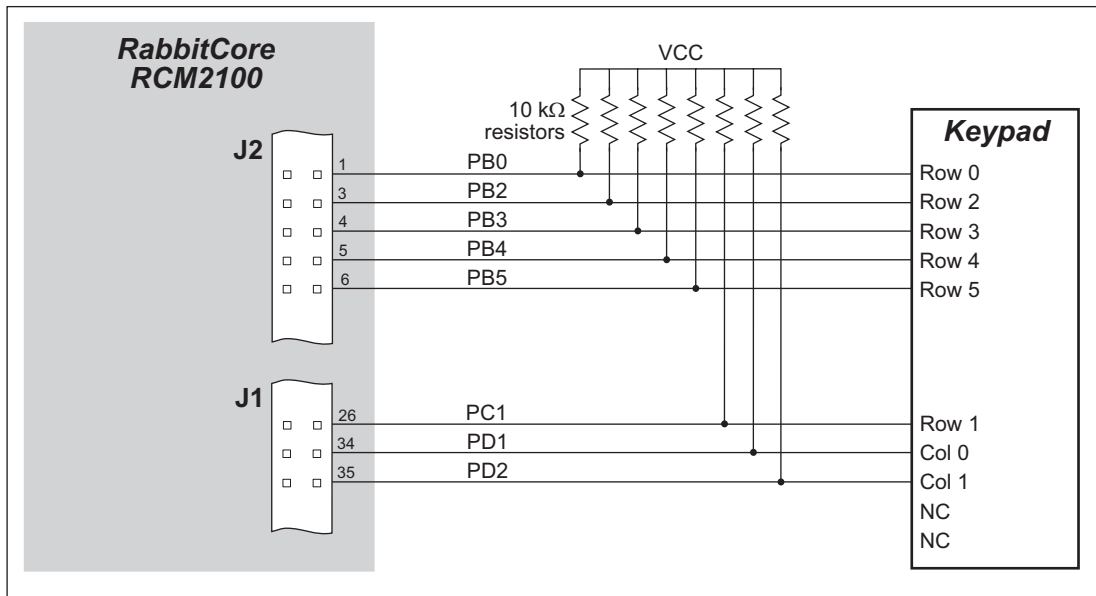 RabbitCore
RCM2100
VCC
10 kΩ
resistors
Keypad
J2
1
PB0
Row 0
3
PB2
Row 2
4
PB3
Row 3
5
PB4
Row 4
6
PB5
Row 5
J1
26
PC1
Row 1
34
PD1
Col 0
35
PD2
Col 1
NC
NC